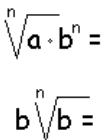 ⁿ√a · bⁿ =
b ⁿ√b =